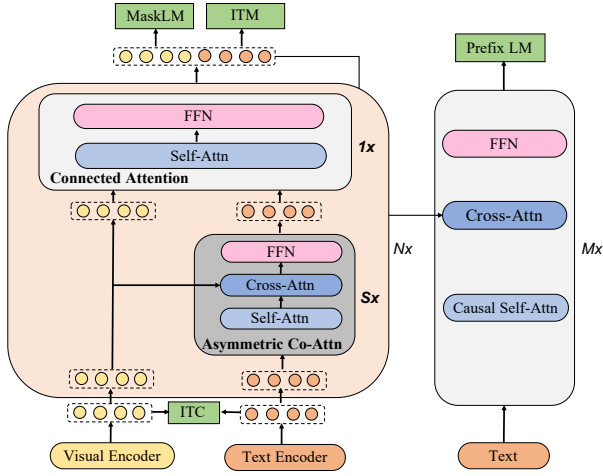 MaskLM
ITM
FFN
Self-Attn
1x
Connected Attention
FFN
Cross-Attn
Sx
Self-Attn
Asymmetric Co-Attn
Nx
ITC
Visual Encoder
Text Encoder
Prefix LM
FFN
Cross-Attn
Mx
Causal Self-Attn
Text